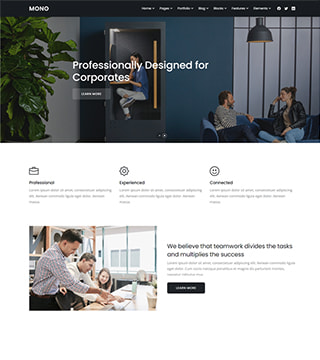 MONO
Home Pages Portfolio Blog Blocks Features Elements
Professionally Designed for
Corporates
LEARN MORE
Professional
Experienced
Connected
Lorem ipsum dolor sit amet, consectetuer adipiscing
Lorem ipsum dolor sit amet, consectetuer adipiscing
Lorem ipsum dolor sit amet, consectetuer adipiscing
elit. Aenean commodo ligula eget dolor. Aenean
elit. Aenean commodo ligula eget dolor. Aenean
elit. Aenean commodo ligula eget dolor. Aenean
massa.
massa.
massa.
We believe that teamwork divides the tasks
and multiplies the success
Lorem ipsum dolor sit amet, consectetuer adipiscing elit. Aenean commodo ligula
eget dolor. Cum sociis natoque penatibus et magnis dis parturient montes,
nascetur ridiculus mus.
LEARN MORE